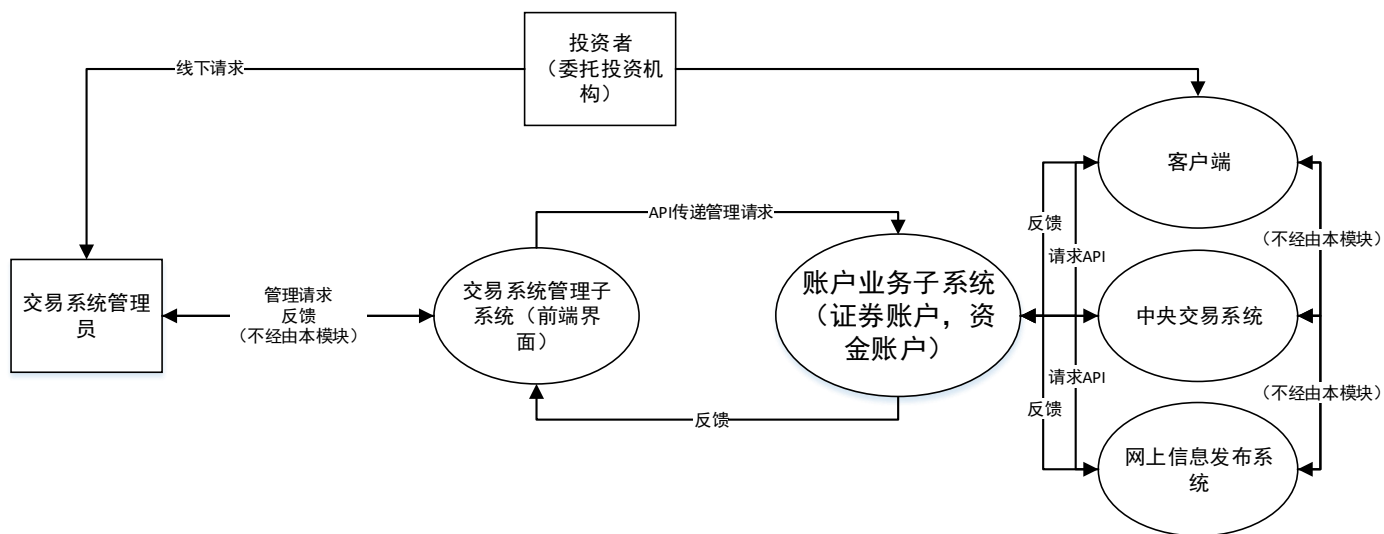 投资者
（委托投资机
构）
线下请求
客户端
API传递管理请求
反馈
（不经由本模块）
请求API
交易系统管理
员
管理请求
反馈
（不经由本模块）
交易系统管理子
系统（前端界
面）
账户业务子系统
（证券账户，资
金账户）
中央交易系统
请求API
反馈
（不经由本模块）
反馈
网上信息发布系
统